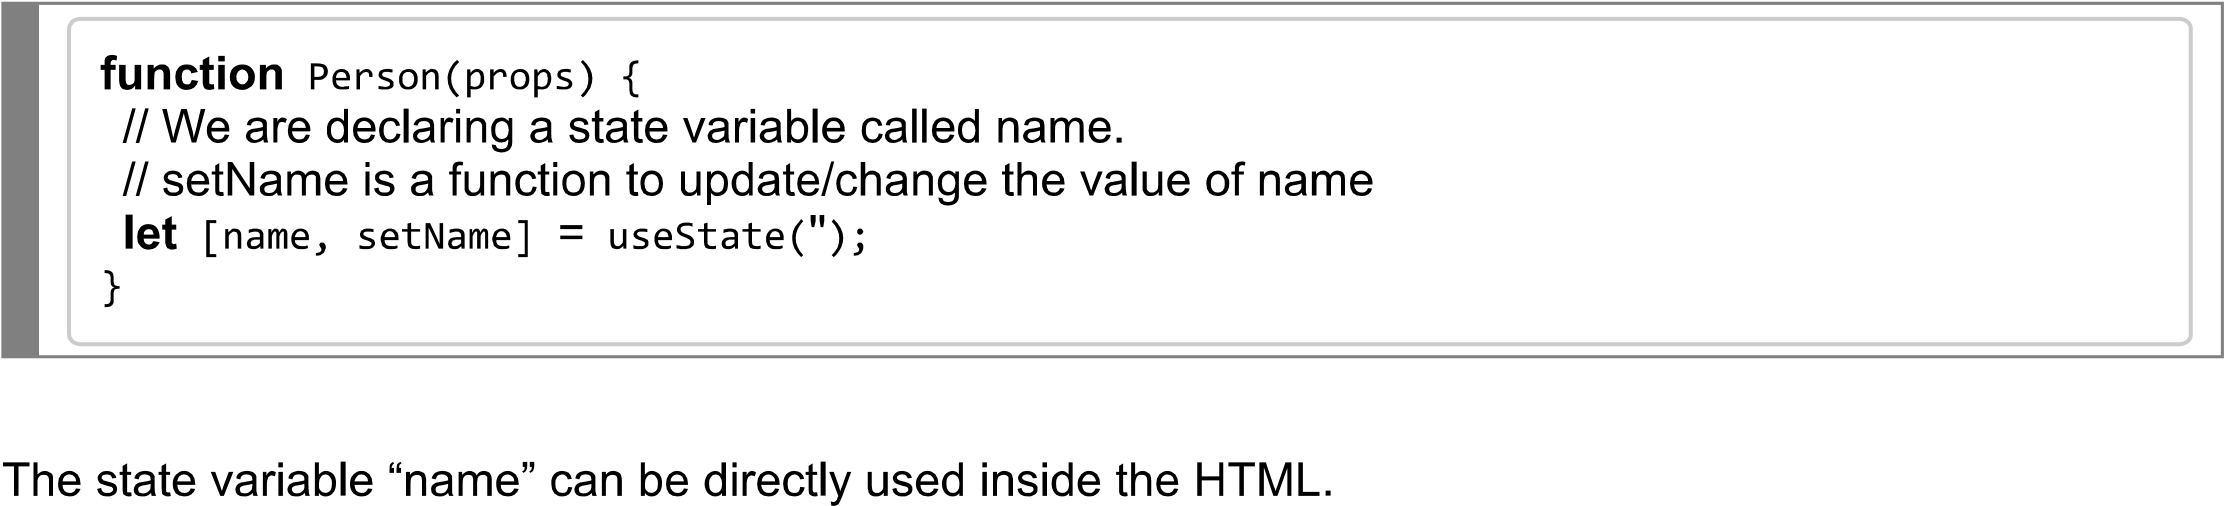 function Person(props) {
// We are declaring a state variable called name.
// setName is a function to update/change the value of name
let [name, setName] = useState(");
}
The state variable “name” can be directly used inside the HTML.